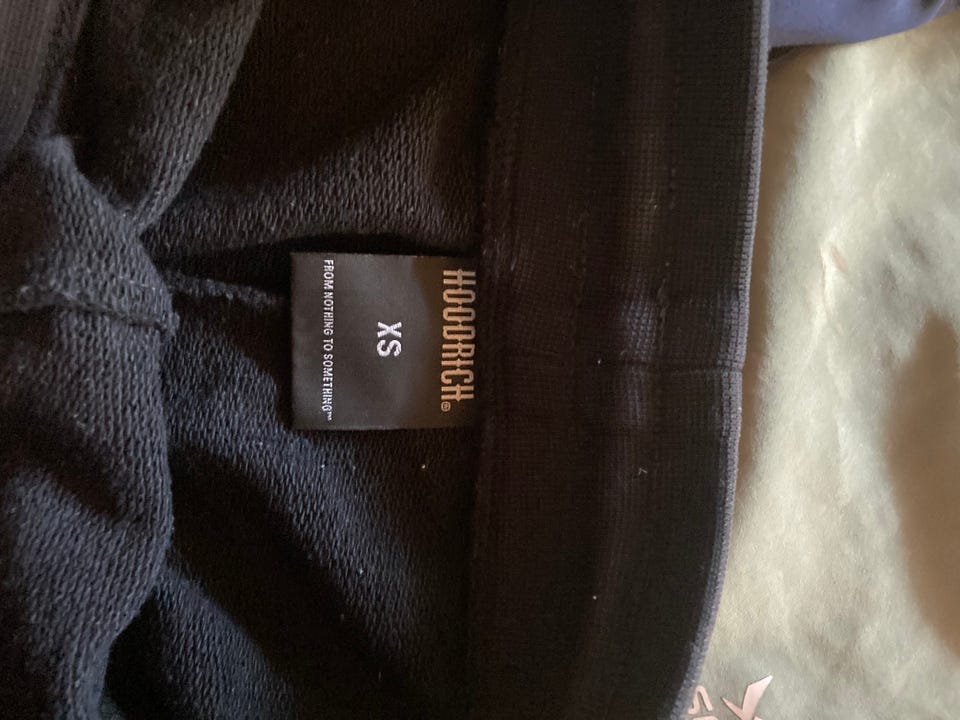 HOODRICH®
XS
FROM NOTHING TO SOMETHING™